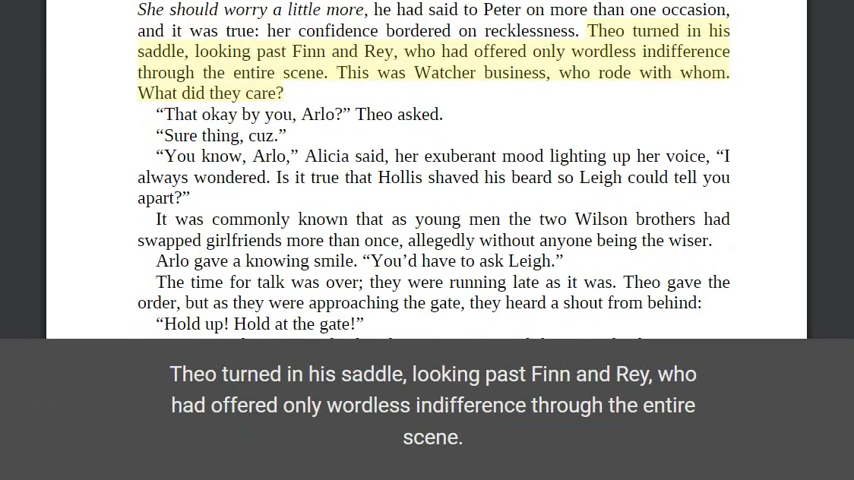 She should worry a little more, he had said to Peter on more than one occasion,
and it was true: her confidence bordered on recklessness. Theo turned in his
saddle, looking past Finn and Rey, who had offered only wordless indifference
through the entire scene. This was Watcher business, who rode with whom.
What did they care?
“That okay by you, Arlo?” Theo asked.
“Sure thing, cuz.”
“You know, Arlo,” Alicia said, her exuberant mood lighting up her voice, “I
always wondered. Is it true that Hollis shaved his beard so Leigh could tell you
apart?”
It was commonly known that as young men the two Wilson brothers had
swapped girlfriends more than once, allegedly without anyone being the wiser.
Arlo gave a knowing smile. “You’d have to ask Leigh.”
The time for talk was over; they were running late as it was. Theo gave the
order, but as they were approaching the gate, they heard a shout from behind:
“Hold up! Hold at the gate!”
Theo turned in his saddle, looking past Finn and Rey, who
had offered only wordless indifference through the entire
scene.